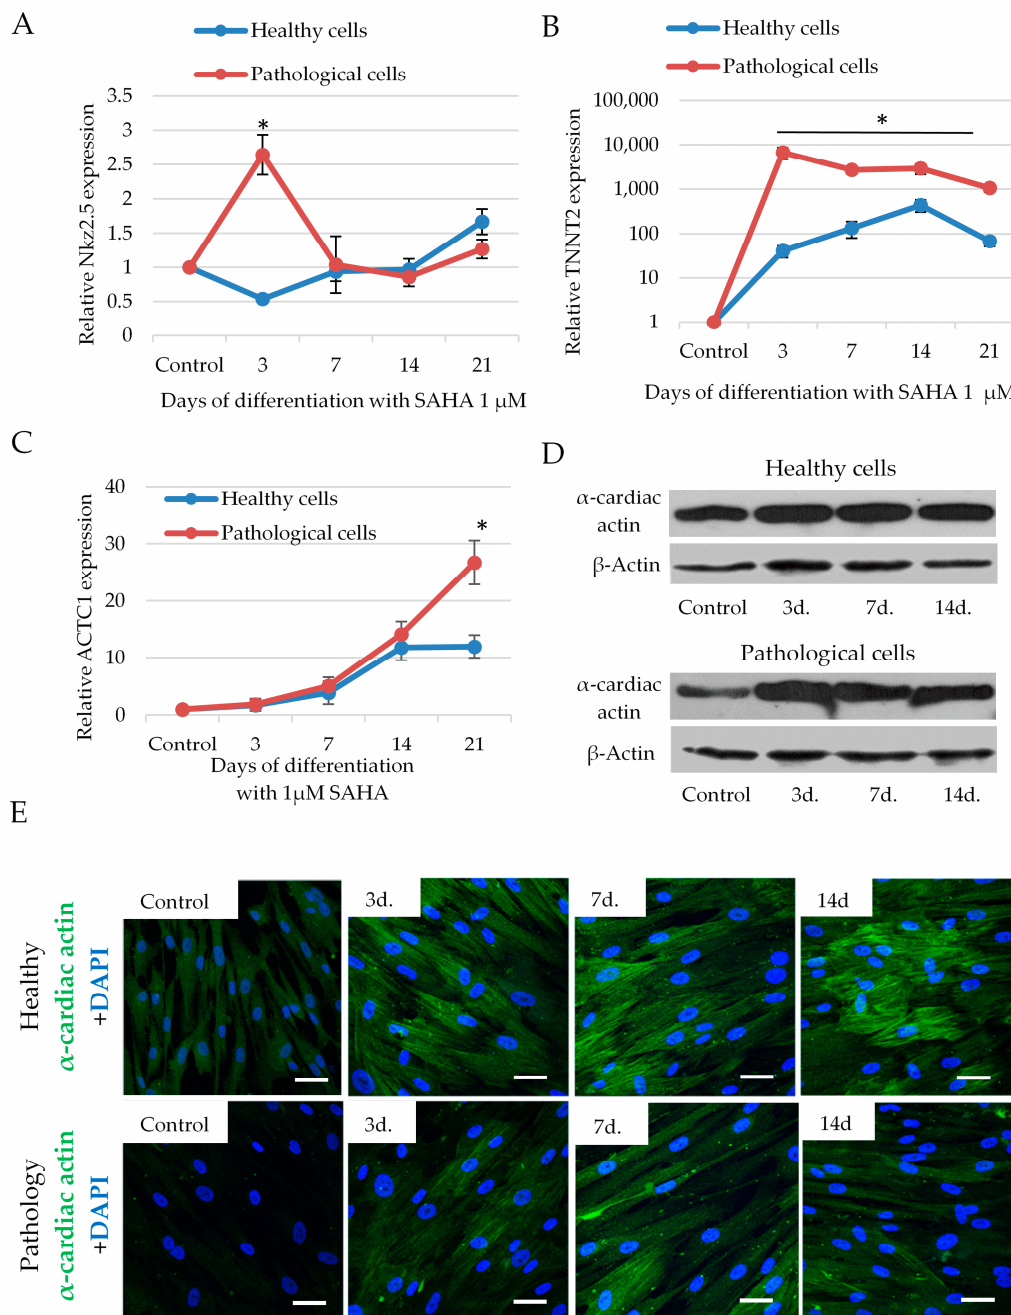 A
Healthy cells
Pathological cells
Relative Nkz2.5 expression
3.5
3
2.5
2
1.5
1
0.5
0
*
Control 3 7 14 21
Days of differentiation with SAHA 1 μM
B
Healthy cells
Pathological cells
Relative TNNT2 expression
100,000
10,000
1,000
100
10
1
*
Control 3 7 14 21
Days of differentiation with SAHA 1 μM
C
Healthy cells
Pathological cells
Relative ACTC1 expression
40
30
20
10
0
*
Control 3 7 14 21
Days of differentiation
with 1μM SAHA
D
Healthy cells
α-cardiac
actin
β-Actin
Control 3d. 7d. 14d.
Pathological cells
α-cardiac
actin
β-Actin
Control 3d. 7d. 14d.
E
Healthy
α-cardiac actin
+DAPI
Control 3d. 7d. 14d
Pathology
α-cardiac actin
+DAPI
Control 3d. 7d. 14d